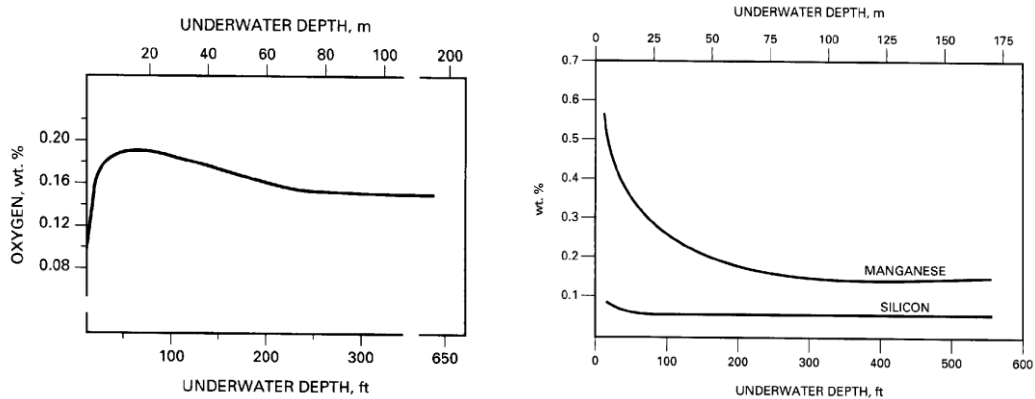 UNDERWATER DEPTH, m
20 40 60 80 100 200
OXYGEN, wt. %
0.20
0.16
0.12
0.08
100 200 300 650
UNDERWATER DEPTH, ft
UNDERWATER DEPTH, m
0 25 50 75 100 125 150 175
wt. %
0.7
0.6
0.5
0.4
0.3
0.2
0.1
MANGANESE
SILICON
0 100 200 300 400 500 600
UNDERWATER DEPTH, ft